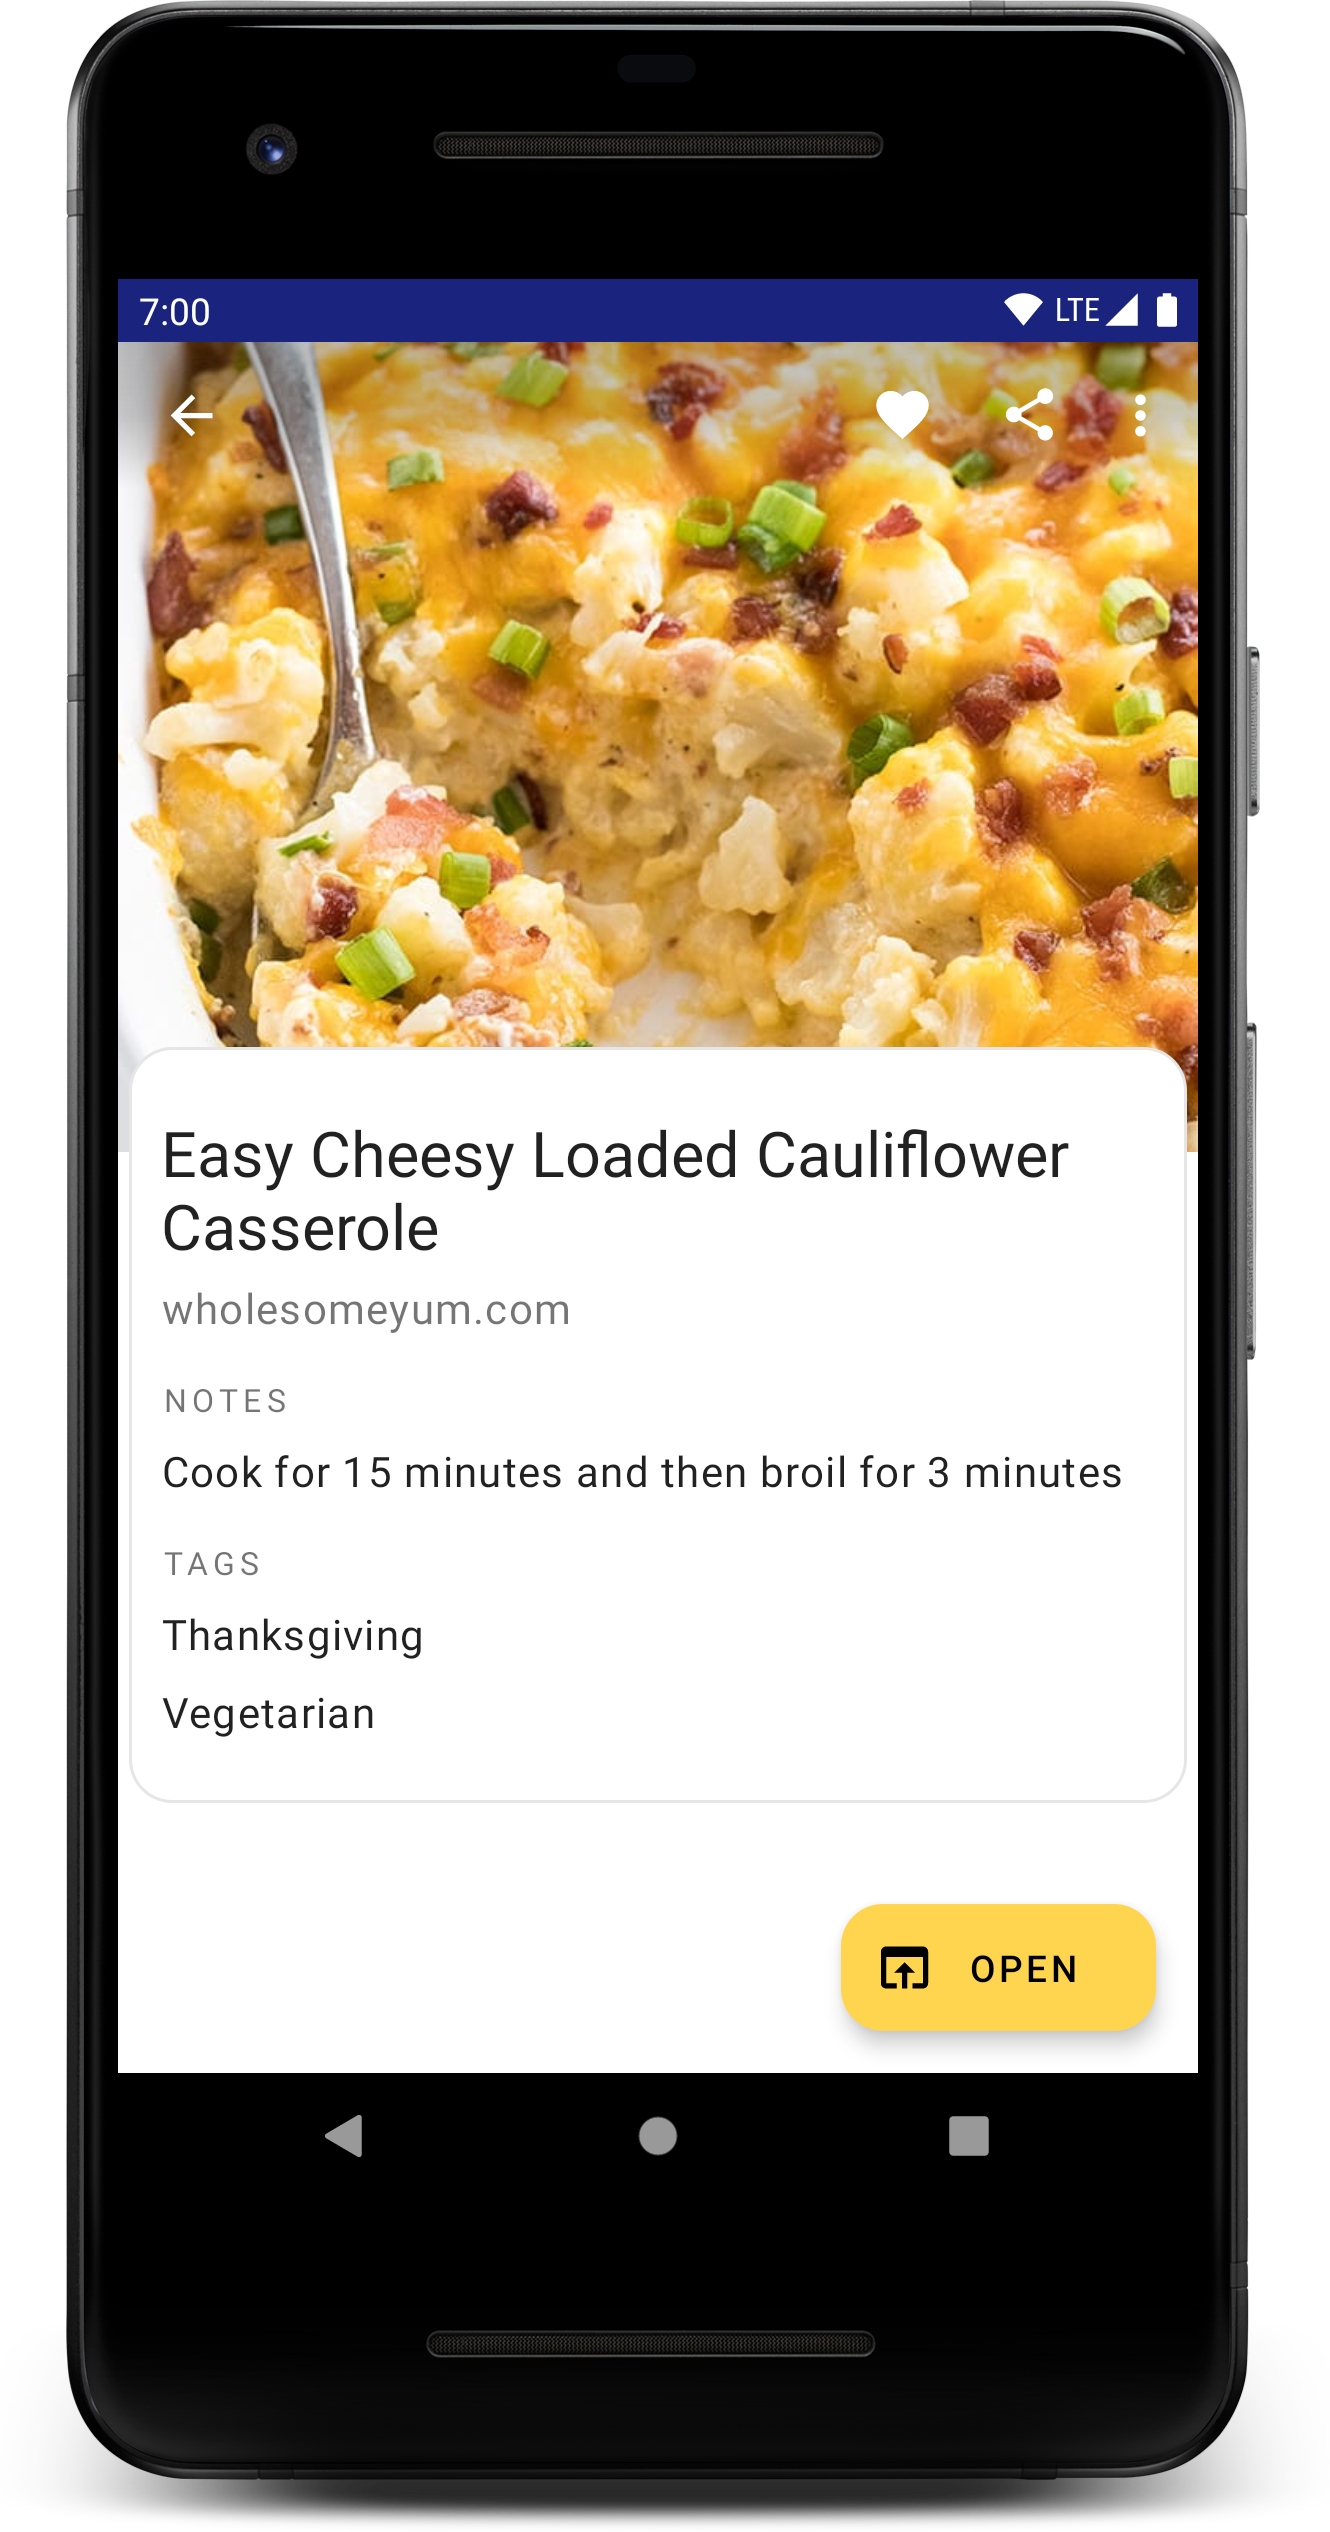 7:00
LTE
Easy Cheesy Loaded Cauliflower
Casserole
wholesomeyum.com
NOTES
Cook for 15 minutes and then broil for 3 minutes
TAGS
Thanksgiving
Vegetarian
OPEN